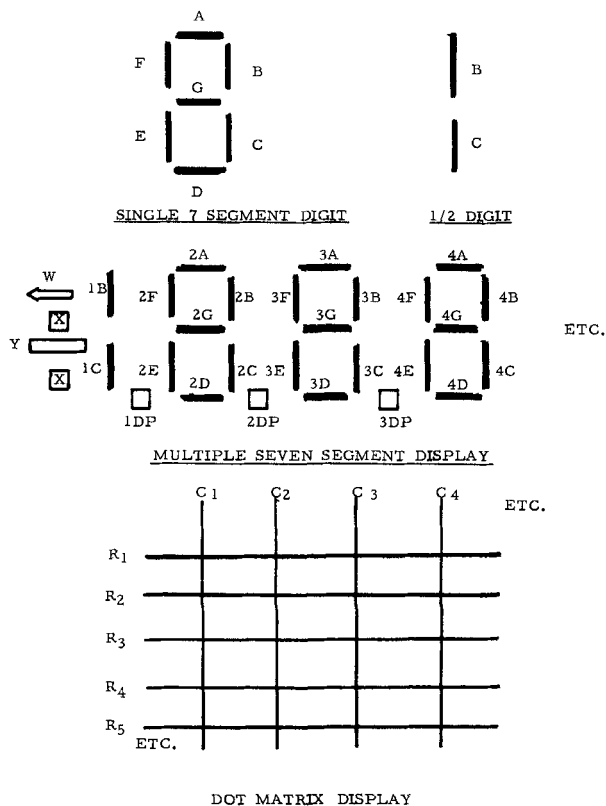 A
F B B
G
E C C
D
SINGLE 7 SEGMENT DIGIT 1/2 DIGIT
2A 3A 4A
W 1B 2F 2B 3F 3B 4F 4B
X 2G 3G 4G ETC.
Y
X 1C 2E 2C 3E 3C 4E 4C
2D 3D 4D
1DP 2DP 3DP
MULTIPLE SEVEN SEGMENT DISPLAY
C1 C2 C3 C4 ETC.
R1
R2
R3
R4
R5
ETC.
DOT MATRIX DISPLAY